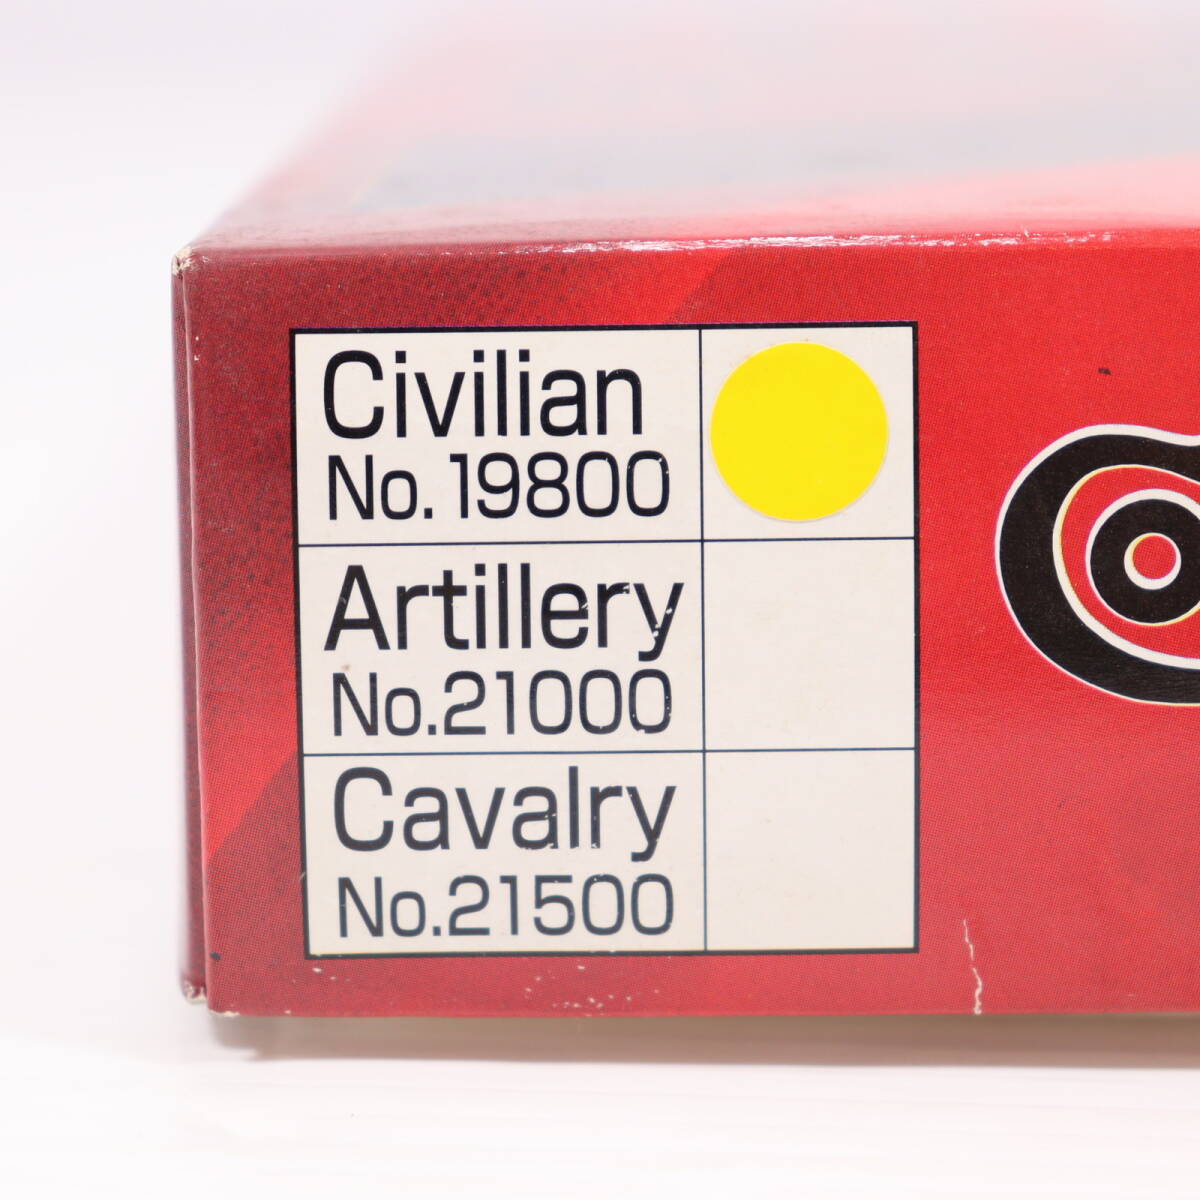 Civilian
No. 19800
Artillery
No.21000
Cavalry
No.21500